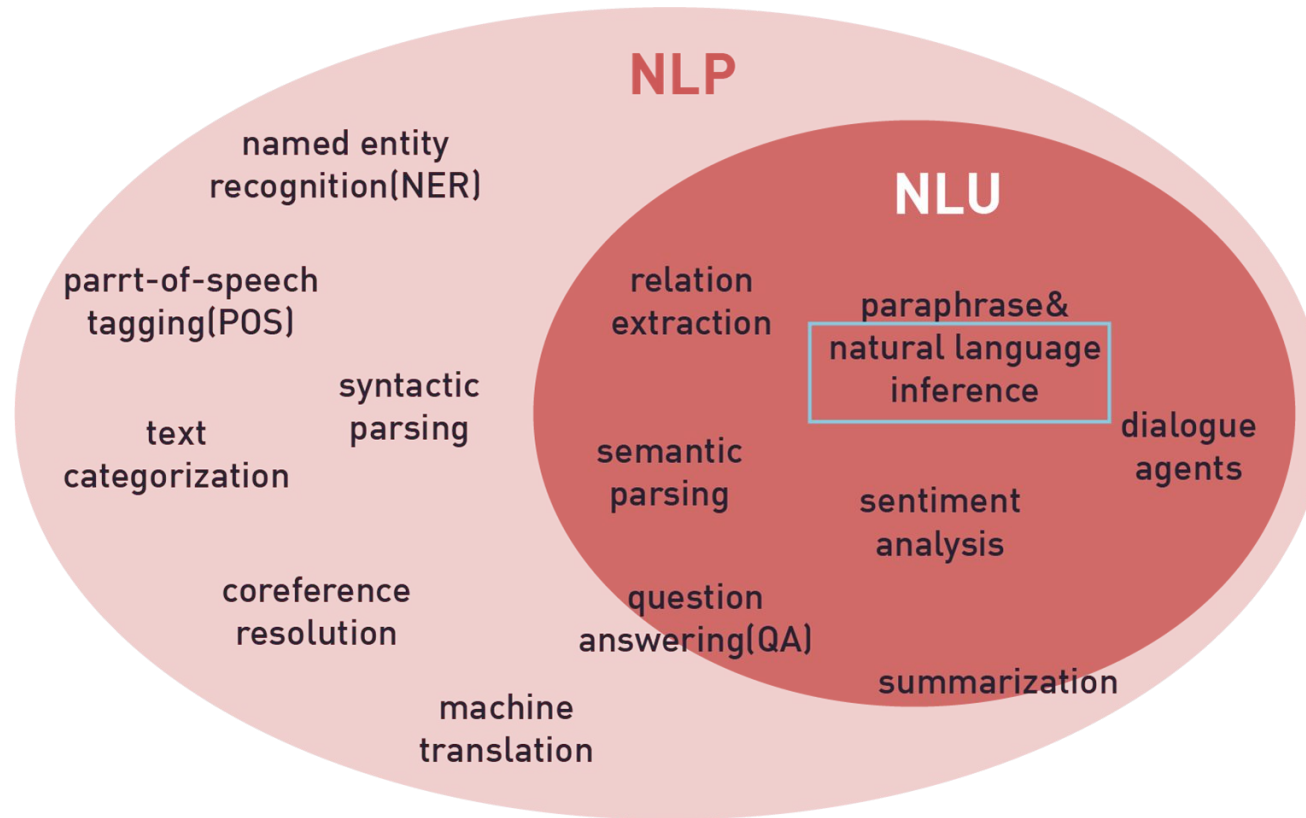 NLP
named entity
recognition(NER)
NLU
parrt-of-speech
tagging(POS)
relation
extraction
paraphrase&
natural language
inference
syntactic
parsing
text
categorization
dialogue
agents
semantic
parsing
sentiment
analysis
coreference
resolution
question
answering(QA)
summarization
machine
translation